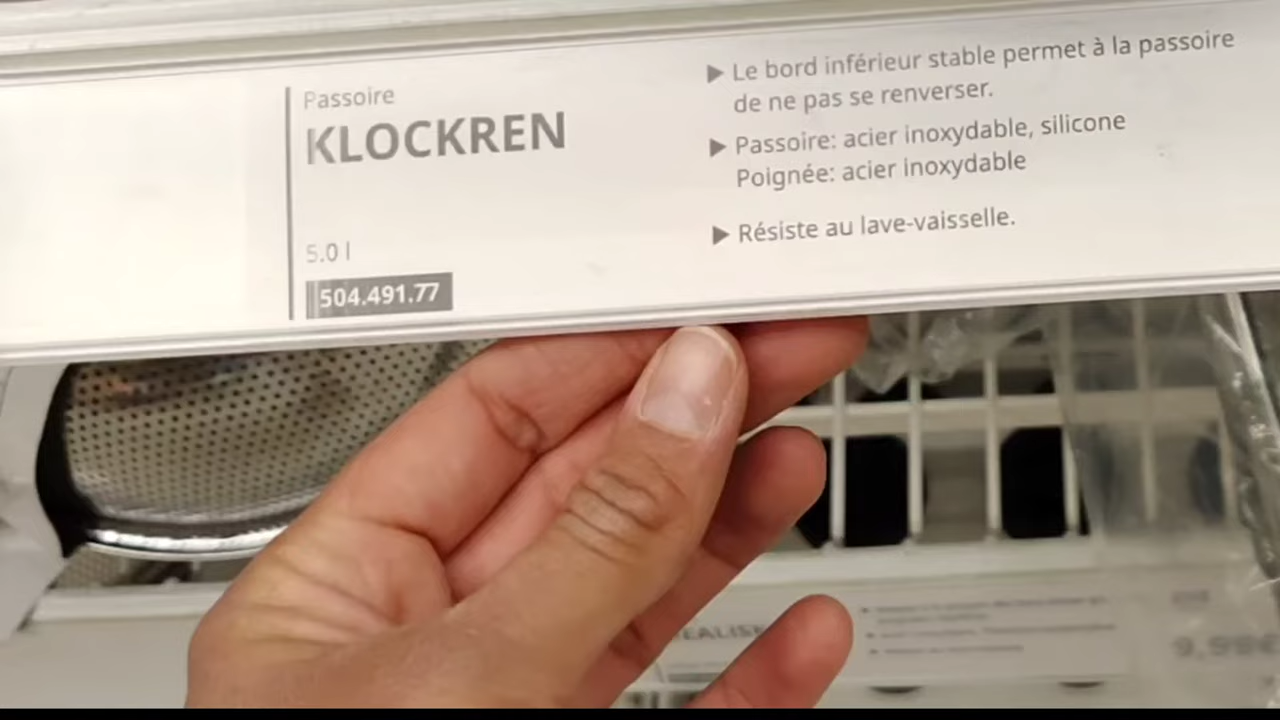 Passoire
KLOCKREN
5.0 l
504.491.77
▶ Le bord inférieur stable permet à la passoire
de ne pas se renverser.
▶ Passoire: acier inoxydable, silicone
Poignée: acier inoxydable
▶ Résiste au lave-vaisselle.